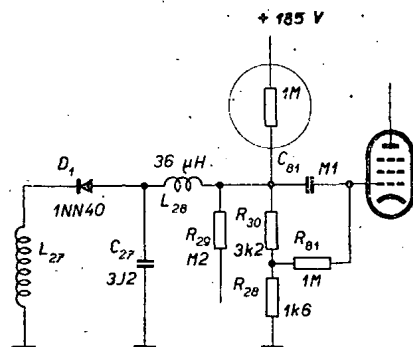 + 185 V
1M
C81
M1
D1
1NN40
36 μH
L28
L27
C27
3J2
R29
M2
R30
3k2
R81
1M
R28
1k6